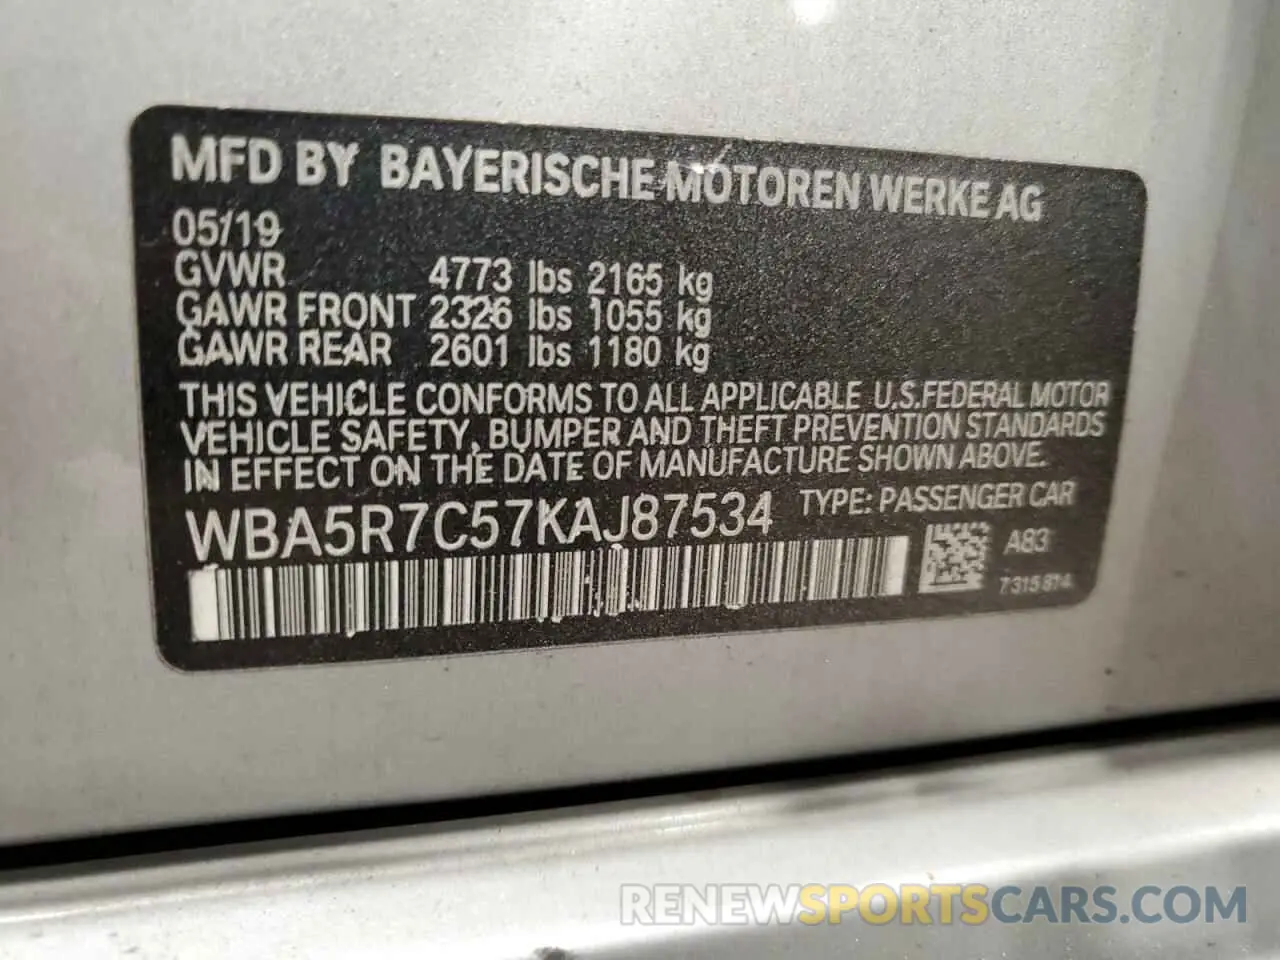 MFD BY BAYERISCHE MOTOREN WERKE AG
05/19
GVWR 4773 lbs 2165 kg
GAWR FRONT 2326 lbs 1055 kg
GAWR REAR 2601 lbs 1180 kg
THIS VEHICLE CONFORMS TO ALL APPLICABLE U.S.FEDERAL MOTOR
VEHICLE SAFETY, BUMPER AND THEFT PREVENTION STANDARDS
IN EFFECT ON THE DATE OF MANUFACTURE SHOWN ABOVE.
WBA5R7C57KAJ87534 TYPE: PASSENGER CAR
A83
7315814
RENEWSPORTSCARS.COM